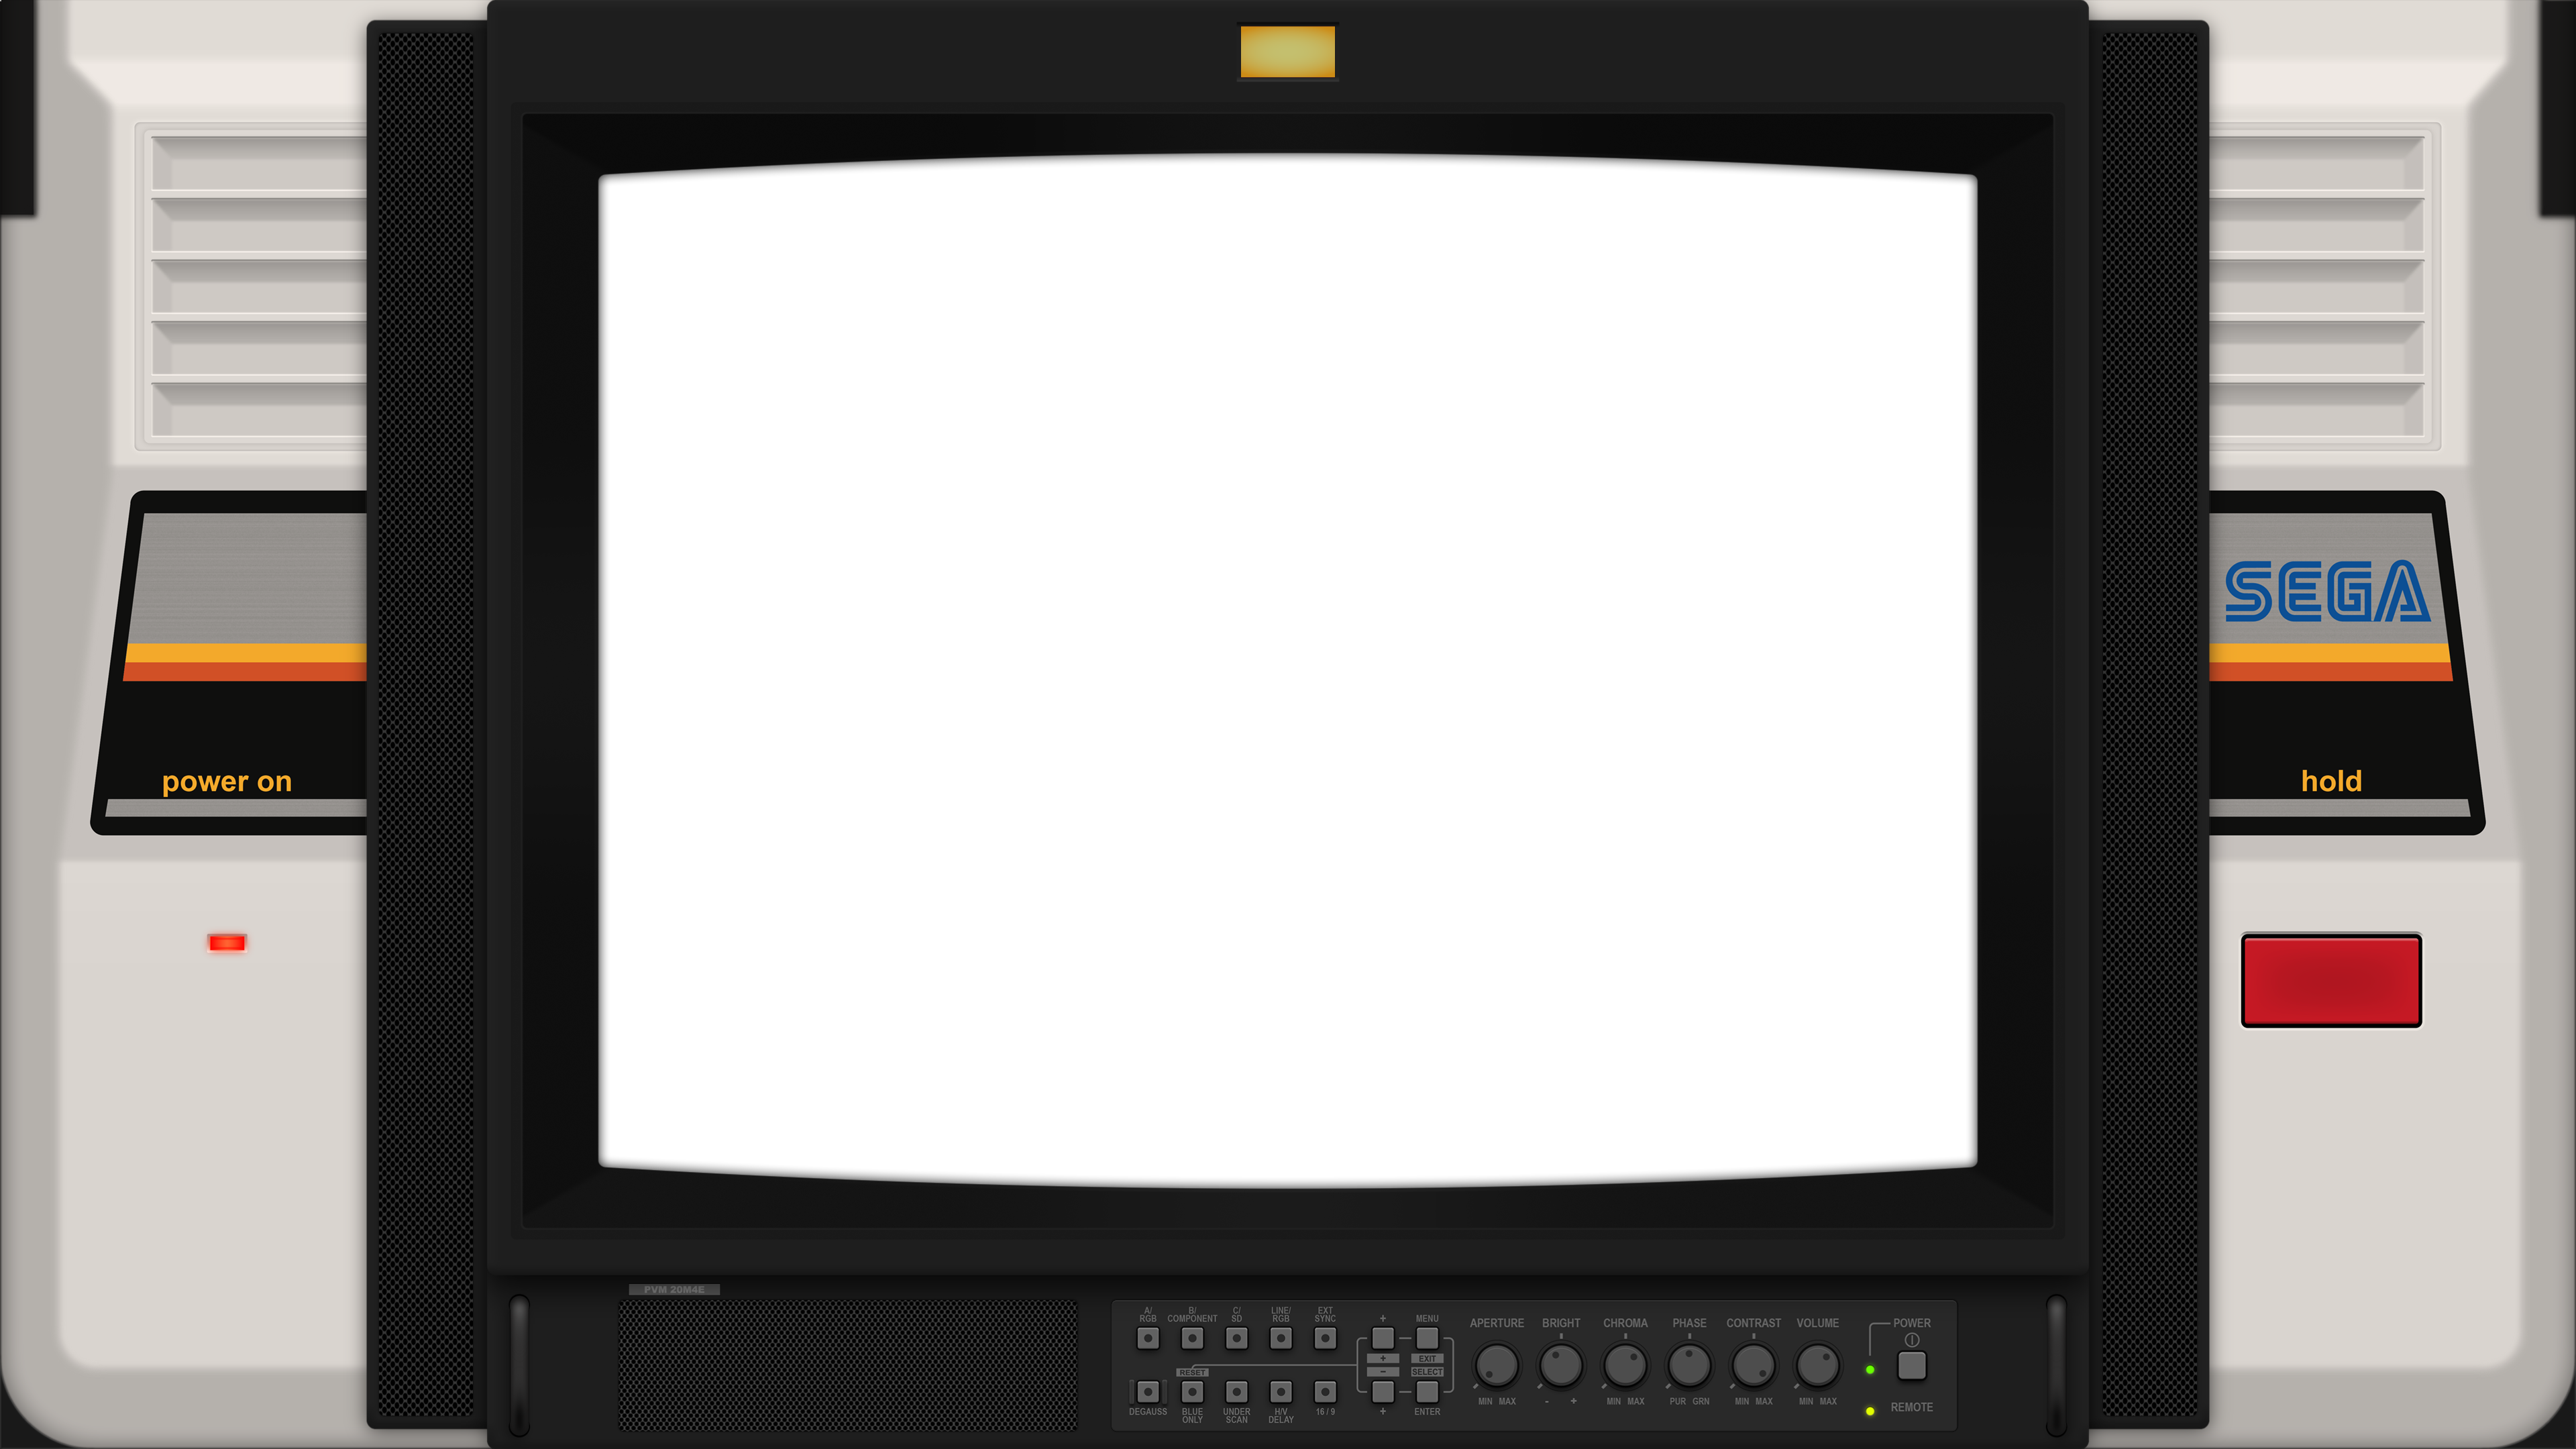 SEGA
power on
hold
PVM 20M4E
A/ B/ C/ LINE/ EXT
RGB COMPONENT SD RGB SYNC
+ MENU
APERTURE BRIGHT CHROMA PHASE CONTRAST VOLUME POWER
+ EXIT
RESET - SELECT
MIN MAX - + MIN MAX PUR GRN MIN MAX MIN MAX
DEGAUSS BLUE UNDER H/V 16 / 9 + ENTER REMOTE
ONLY SCAN DELAY